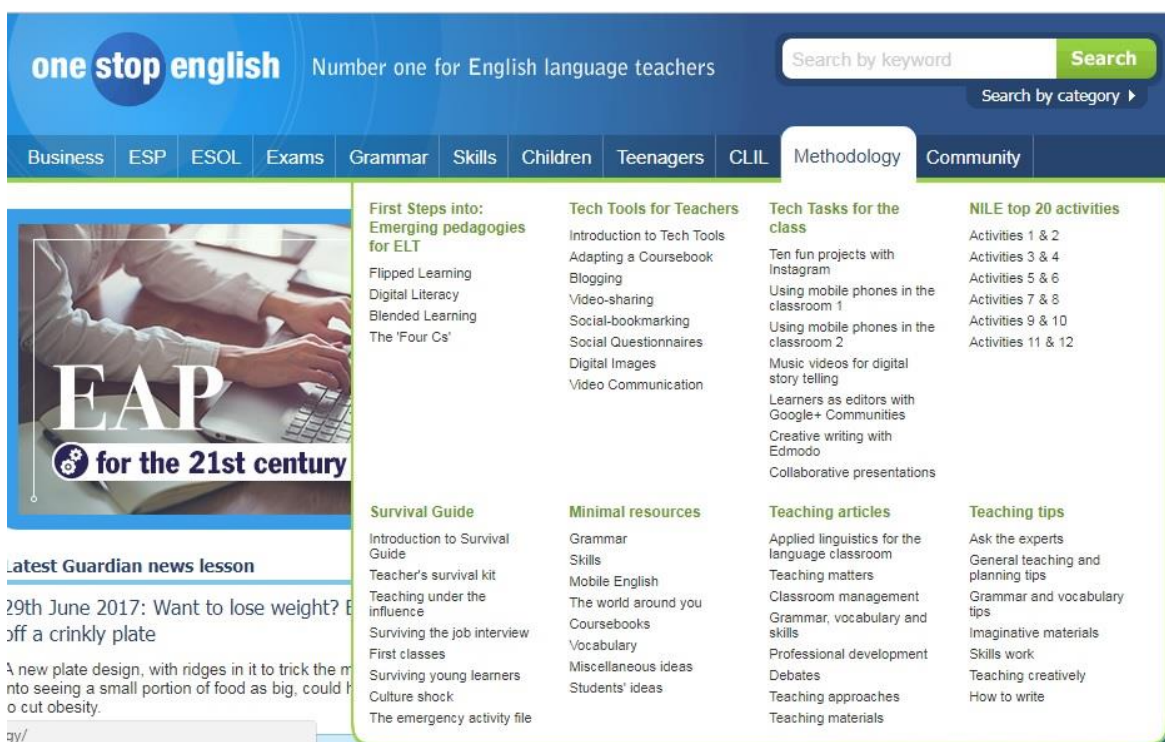 one stop english
Number one for English language teachers
Search by keyword
Search
Search by category
Business
ESP
ESOL
Exams
Grammar
Skills
Children
Teenagers
CLIL
Methodology
Community
EAP
for the 21st century
Latest Guardian news lesson
29th June 2017: Want to lose weight?
off a crinkly plate
A new plate design, with ridges in it to trick the
into seeing a small portion of food as big, could
to cut obesity.
First Steps into:
Emerging pedagogies
for ELT
Flipped Learning
Digital Literacy
Blended Learning
The 'Four Cs'
Tech Tools for Teachers
Introduction to Tech Tools
Adapting a Coursebook
Blogging
Video-sharing
Social-bookmarking
Social Questionnaires
Digital Images
Video Communication
Tech Tasks for the
class
Ten fun projects with
Instagram
Using mobile phones in the
classroom 1
Using mobile phones in the
classroom 2
Music videos for digital
story telling
Learners as editors with
Google+ Communities
Creative writing with
Edmodo
Collaborative presentations
NILE top 20 activities
Activities 1 & 2
Activities 3 & 4
Activities 5 & 6
Activities 7 & 8
Activities 9 & 10
Activities 11 & 12
Survival Guide
Introduction to Survival
Guide
Teacher's survival kit
Teaching under the
influence
Surviving the job interview
First classes
Surviving young learners
Culture shock
The emergency activity file
Minimal resources
Grammar
Skills
Mobile English
The world around you
Coursebooks
Vocabulary
Miscellaneous ideas
Students' ideas
Teaching articles
Applied linguistics for the
language classroom
Teaching matters
Classroom management
Grammar, vocabulary and
skills
Professional development
Debates
Teaching approaches
Teaching materials
Teaching tips
Ask the experts
General teaching and
planning tips
Grammar and vocabulary
tips
Imaginative materials
Skills work
Teaching creatively
How to write